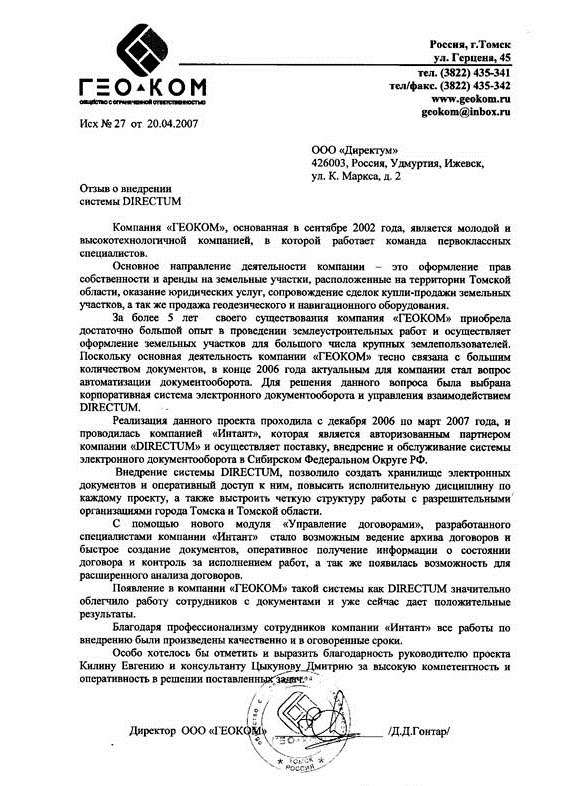 ГЕО КОМ
ОБЩЕСТВО С ОГРАНИЧЕННОЙ ОТВЕТСТВЕННОСТЬЮ
Россия, г.Томск
ул. Герцена, 45
тел. (3822) 435-341
тел/факс. (3822) 435-342
www.geokom.ru
geokom@inbox.ru
Исх № 27 от 20.04.2007
ООО «Директум»
426003, Россия, Удмуртия, Ижевск,
ул. К. Маркса, д. 2
Отзыв о внедрении
системы DIRECTUM
Компания «ГЕОКОМ», основанная в сентябре 2002 года, является молодой и
высокотехнологичной компанией, в которой работает команда первоклассных
специалистов.
Основное направление деятельности компании – это оформление прав
собственности и аренды на земельные участки, расположенные на территории Томской
области, оказание юридических услуг, сопровождение сделок купли-продажи земельных
участков, а так же продажа геодезического и навигационного оборудования.
За более 5 лет своего существования компания «ГЕОКОМ» приобрела
достаточно большой опыт в проведении землеустроительных работ и осуществляет
оформление земельных участков для большого числа крупных землепользователей.
Поскольку основная деятельность компании «ГЕОКОМ» тесно связана с большим
количеством документов, в конце 2006 года актуальным для компании стал вопрос
автоматизации документооборота. Для решения данного вопроса была выбрана
корпоративная система электронного документооборота и управления взаимодействием
DIRECTUM.
Реализация данного проекта проходила с декабря 2006 по март 2007 года, и
проводилась компанией «Интант», которая является авторизованным партнером
компании «DIRECTUM» и осуществляет поставку, внедрение и обслуживание системы
электронного документооборота в Сибирском Федеральном Округе РФ.
Внедрение системы DIRECTUM, позволило создать хранилище электронных
документов и оперативный доступ к ним, повысить исполнительную дисциплину по
каждому проекту, а также выстроить четкую структуру работы с разрешительными
организациями города Томска и Томской области.
С помощью нового модуля «Управление договорами», разработанного
специалистами компании «Интант» стало возможным ведение архива договоров и
быстрое создание документов, оперативное получение информации о состоянии
договора и контроль за исполнением работ, а так же появилась возможность для
расширенного анализа договоров.
Появление в компании «ГЕОКОМ» такой системы как DIRECTUM значительно
облегчило работу сотрудников с документами и уже сейчас дает положительные
результаты.
Благодаря профессионализму сотрудников компании «Интант» все работы по
внедрению были произведены качественно и в оговоренные сроки.
Особо хотелось бы отметить и выразить благодарность руководителю проекта
Килину Евгению и консультанту Цыкунову Дмитрию за высокую компетентность и
оперативность в решении поставленных задач.
Директор ООО «ГЕОКОМ» /Д.Д.Гонтар/
ГЕО
* ТОМСК *
РОССИЯ